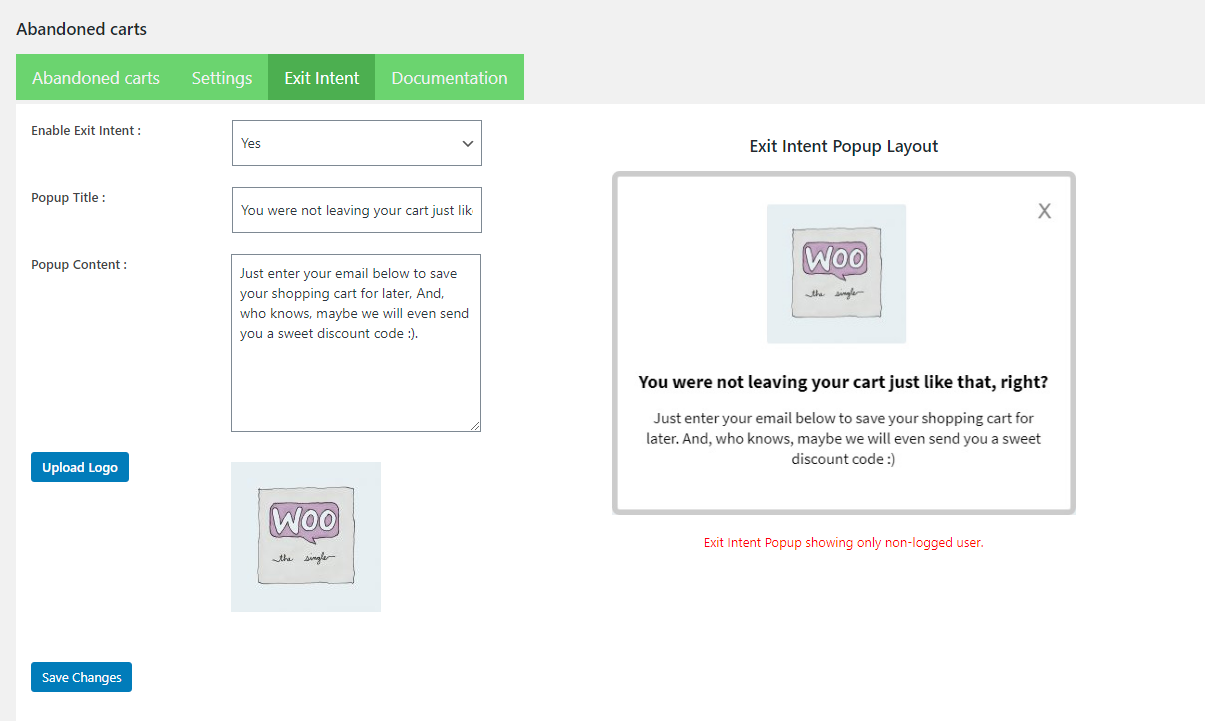 Abandoned carts
Abandoned carts Settings Exit Intent Documentation
Enable Exit Intent :
Yes
Popup Title :
You were not leaving your cart just lik
Popup Content :
Just enter your email below to save
your shopping cart for later, And,
who knows, maybe we will even send
you a sweet discount code :).
Upload Logo
WOO
the single
Save Changes
Exit Intent Popup Layout
X
WOO
the single
You were not leaving your cart just like that, right?
Just enter your email below to save your shopping cart for
later. And, who knows, maybe we will even send you a sweet
discount code :)
Exit Intent Popup showing only non-logged user.